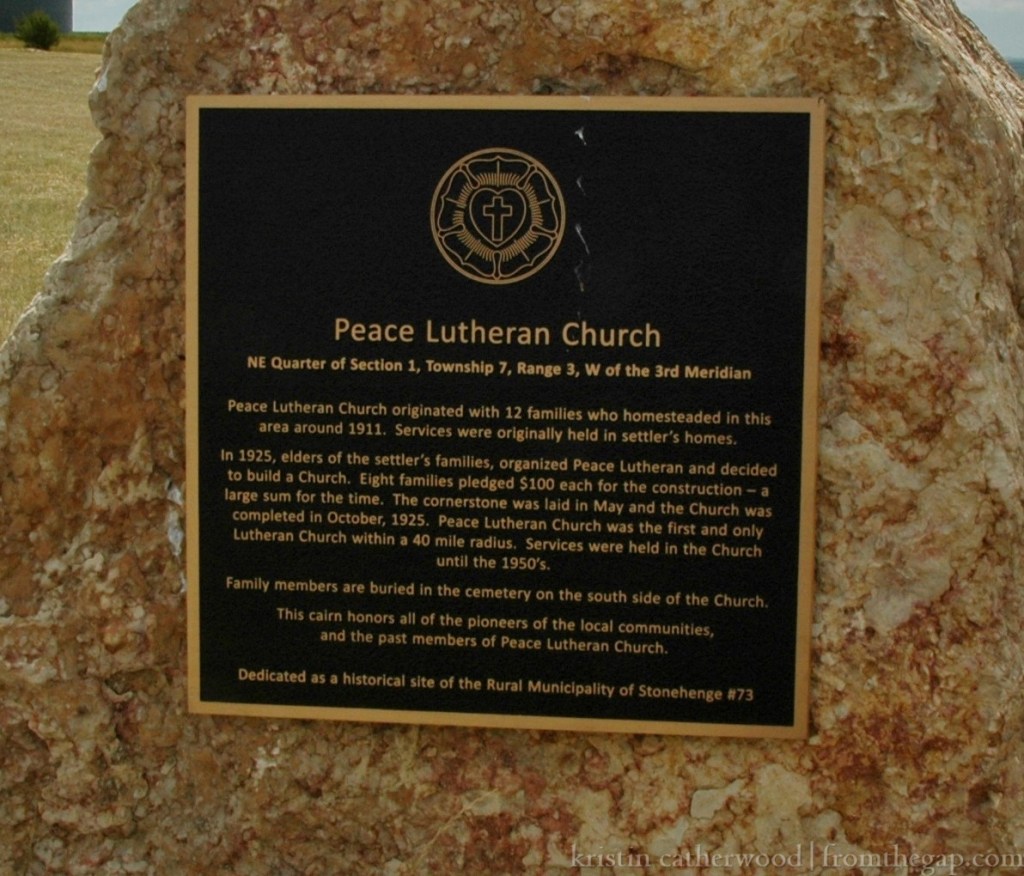 Peace Lutheran Church
NE Quarter of Section 1, Township 7, Range 3, W of the 3rd Meridian
Peace Lutheran Church originated with 12 families who homesteaded in this
area around 1911. Services were originally held in settler's homes.
In 1925, elders of the settler's families, organized Peace Lutheran and decided
to build a Church. Eight families pledged $100 each for the construction – a
large sum for the time. The cornerstone was laid in May and the Church was
completed in October, 1925. Peace Lutheran Church was the first and only
Lutheran Church within a 40 mile radius. Services were held in the Church
until the 1950's.
Family members are buried in the cemetery on the south side of the Church.
This cairn honors all of the pioneers of the local communities,
and the past members of Peace Lutheran Church.
Dedicated as a historical site of the Rural Municipality of Stonehenge #73
kristin catherwood | fromthegap.com